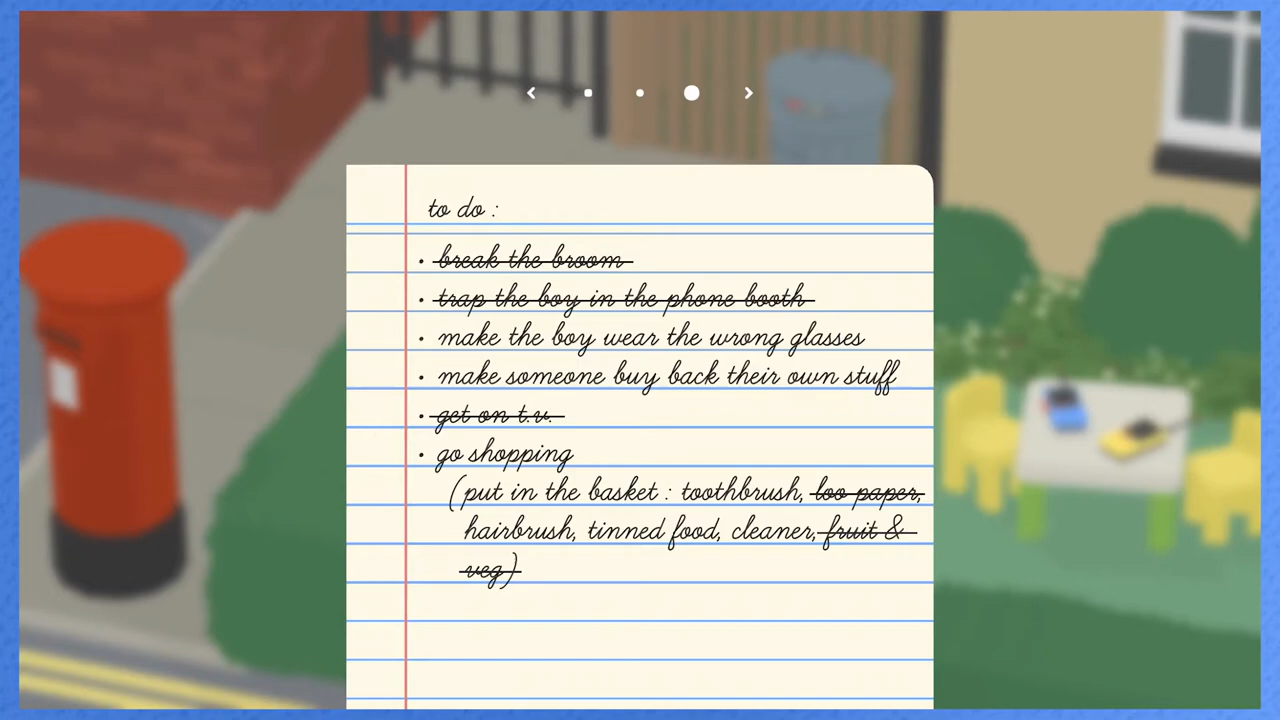 to do :
• break the broom
• trap the boy in the phone booth
• make the boy wear the wrong glasses
• make someone buy back their own stuff
• get on t.v.
• go shopping
(put in the basket : toothbrush, loo paper,
hairbrush, tinned food, cleaner, fruit &
veg)